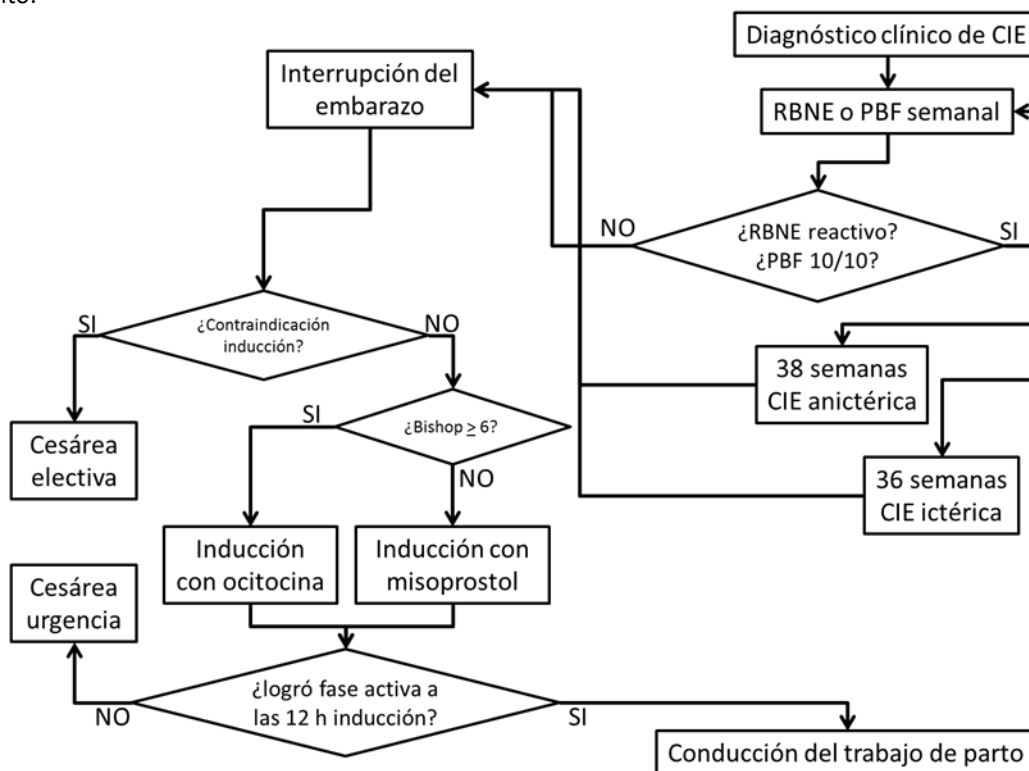 Diagnóstico clínico de CIE
Interrupción del
embarazo
RBNE o PBF semanal
NO
¿RBNE reactivo?
¿PBF 10/10?
SI
SI
¿Contraindicación
inducción?
NO
38 semanas
CIE anictérica
Cesárea
electiva
SI
¿Bishop ≥ 6?
NO
36 semanas
CIE ictérica
Inducción
con ocitocina
Inducción con
misoprostol
Cesárea
urgencia
¿logró fase activa a
las 12 h inducción?
NO
SI
Conducción del trabajo de parto